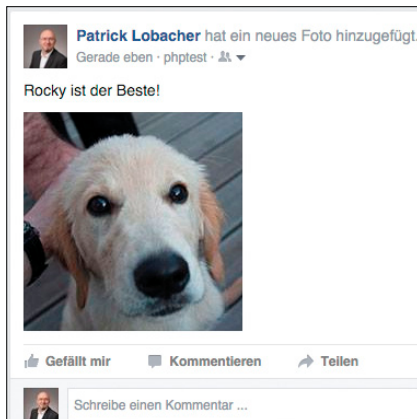 Patrick Lobacher hat ein neues Foto hinzugefügt.
Gerade eben · phptest ·
Rocky ist der Beste!
Gefällt mir Kommentieren Teilen
Schreibe einen Kommentar ...